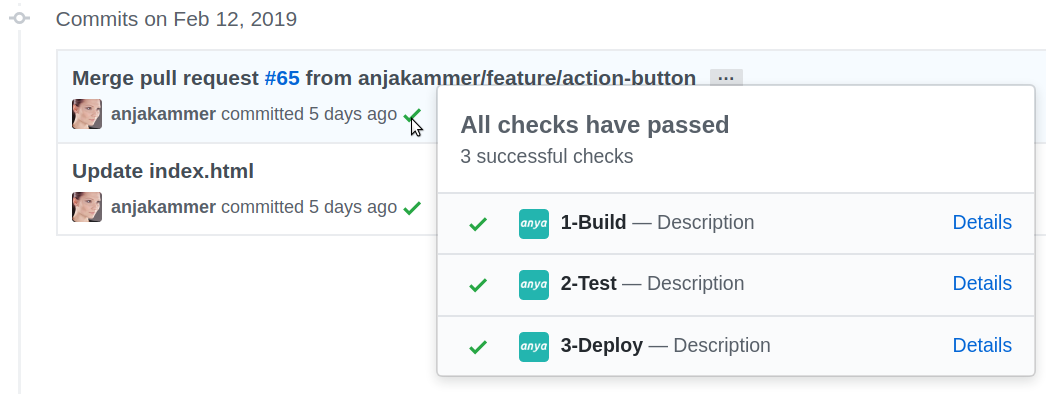 Commits on Feb 12, 2019
Merge pull request #65 from anjakammer/feature/action-button ...
anjakammer committed 5 days ago
All checks have passed
3 successful checks
Update index.html
anjakammer committed 5 days ago
anya 1-Build — Description Details
anya 2-Test — Description Details
anya 3-Deploy — Description Details